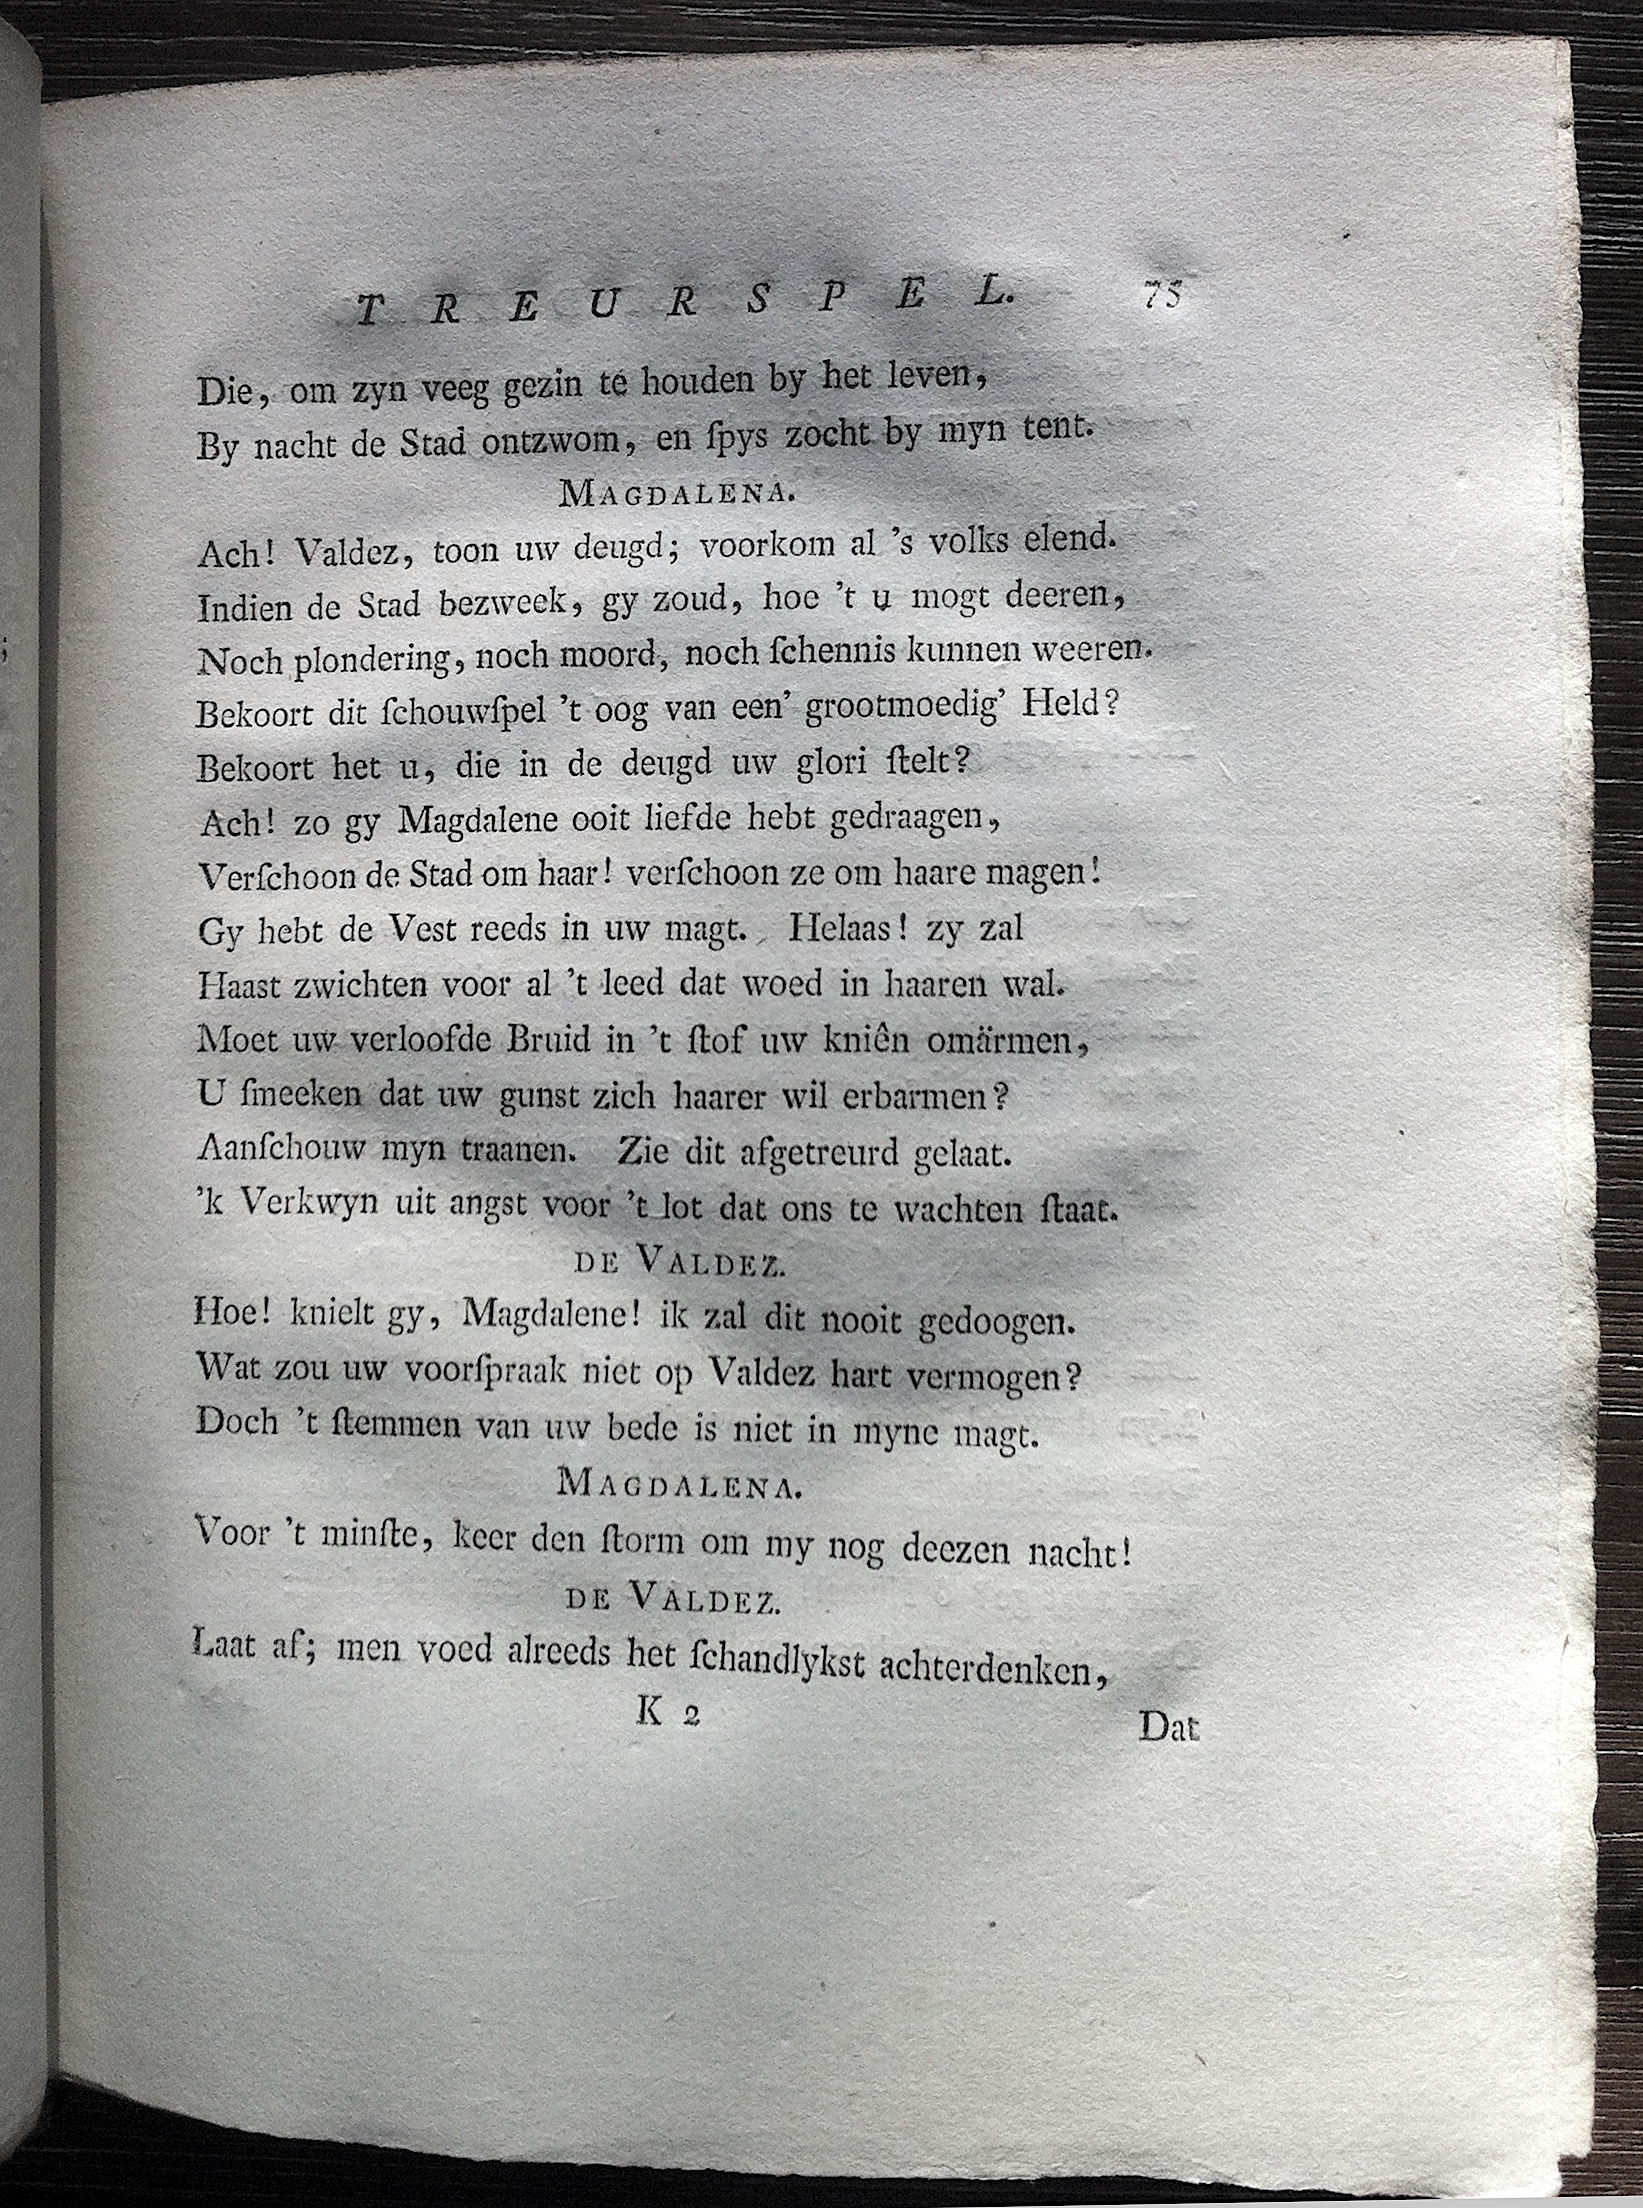 TREURSPEL. 75
Die, om zyn veeg gezin te houden by het leven,
By nacht de Stad ontzwom, en ſpys zocht by myn tent.
MAGDALENA.
Ach! Valdez, toon uw deugd; voorkom al 's volks elend.
Indien de Stad bezweek, gy zoud, hoe 't u mogt deeren,
Noch plondering, noch moord, noch ſchennis kunnen weeren.
Bekoort dit ſchouwſpel 't oog van een' grootmoedig' Held?
Bekoort het u, die in de deugd uw glori ſtelt?
Ach! zo gy Magdalene ooit liefde hebt gedraagen,
Verſchoon de Stad om haar! verſchoon ze om haare magen!
Gy hebt de Vest reeds in uw magt. Helaas! zy zal
Haast zwichten voor al 't leed dat woed in haaren wal.
Moet uw verloofde Bruid in 't ſtof uw kniên omärmen,
U ſmeeken dat uw gunst zich haarer wil erbarmen?
Aanſchouw myn traanen. Zie dit afgetreurd gelaat.
'k Verkwyn uit angst voor 't lot dat ons te wachten ſtaat.
DE VALDEZ.
Hoe! knielt gy, Magdalene! ik zal dit nooit gedoogen.
Wat zou uw voorſpraak niet op Valdez hart vermogen?
Doch 't ſtemmen van uw bede is niet in myne magt.
MAGDALENA.
Voor 't minſte, keer den ſtorm om my nog deezen nacht!
DE VALDEZ.
Laat af; men voed alreeds het ſchandlykst achterdenken,
K 2 Dat